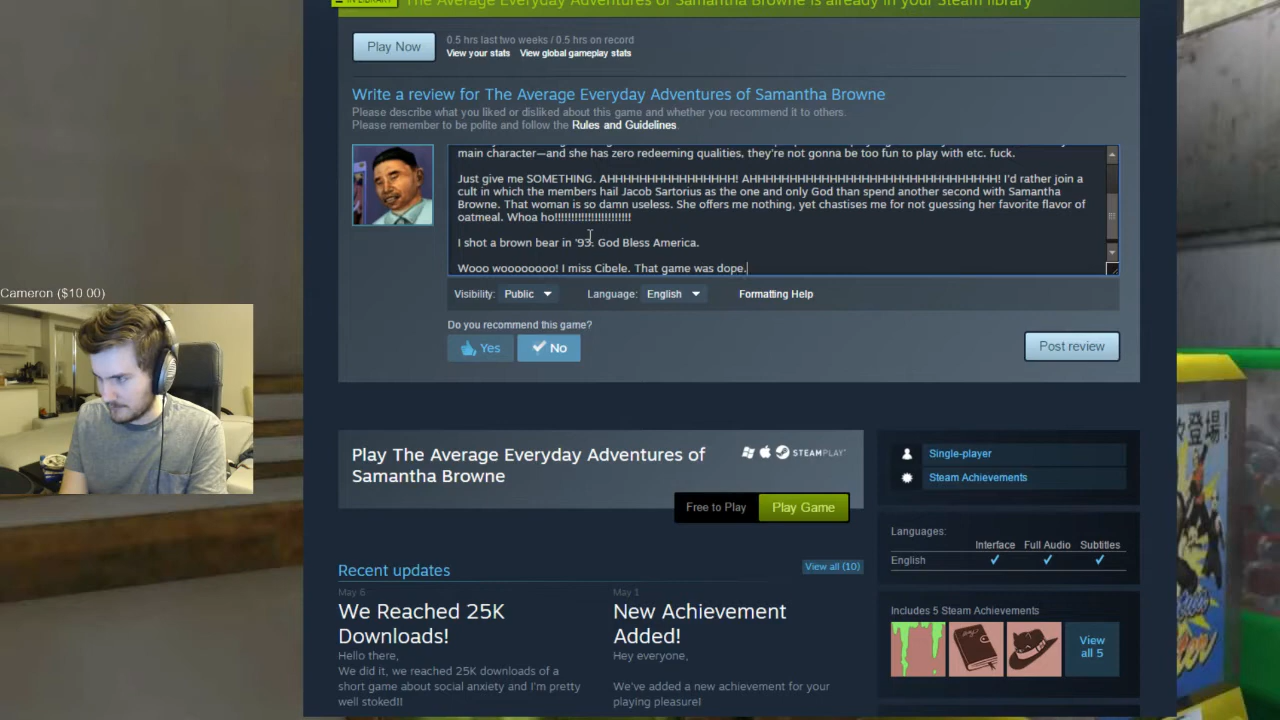 IN LIBRARY
The Average Everyday Adventures of Samantha Browne is already in your Steam library
Play Now
0.5 hrs last two weeks / 0.5 hrs on record
View your stats View global gameplay stats
Write a review for The Average Everyday Adventures of Samantha Browne
Please describe what you liked or disliked about this game and whether you recommend it to others.
Please remember to be polite and follow the Rules and Guidelines.
main character—and she has zero redeeming qualities, they're not gonna be too fun to play with etc. fuck.
Just give me SOMETHING. AHHHHHHHHHHHHHHHHH! AHHHHHHHHHHHHHHHHHHHHHHHHHHHHHHH! I'd rather join a
cult in which the members hail Jacob Sartorius as the one and only God than spend another second with Samantha
Browne. That woman is so damn useless. She offers me nothing, yet chastises me for not guessing her favorite flavor of
oatmeal. Whoa ho!!!!!!!!!!!!!!!!!!!!!!!
I shot a brown bear in '93. God Bless America.
Wooo woooooooo! I miss Cibele. That game was dope.
Visibility: Public Language: English Formatting Help
Cameron ($10.00)
Do you recommend this game?
Yes No
Post review
Play The Average Everyday Adventures of
Samantha Browne
STEAMPLAY
Free to Play Play Game
Single-player
Steam Achievements
Languages:
Interface Full Audio Subtitles
English
Recent updates
View all (10)
May 6
We Reached 25K
Downloads!
Hello there,
We did it, we reached 25K downloads of a
short game about social anxiety and I'm pretty
well stoked!!
May 1
New Achievement
Added!
Hey everyone,
We've added a new achievement for your
playing pleasure!
Includes 5 Steam Achievements
View
all 5
登場!